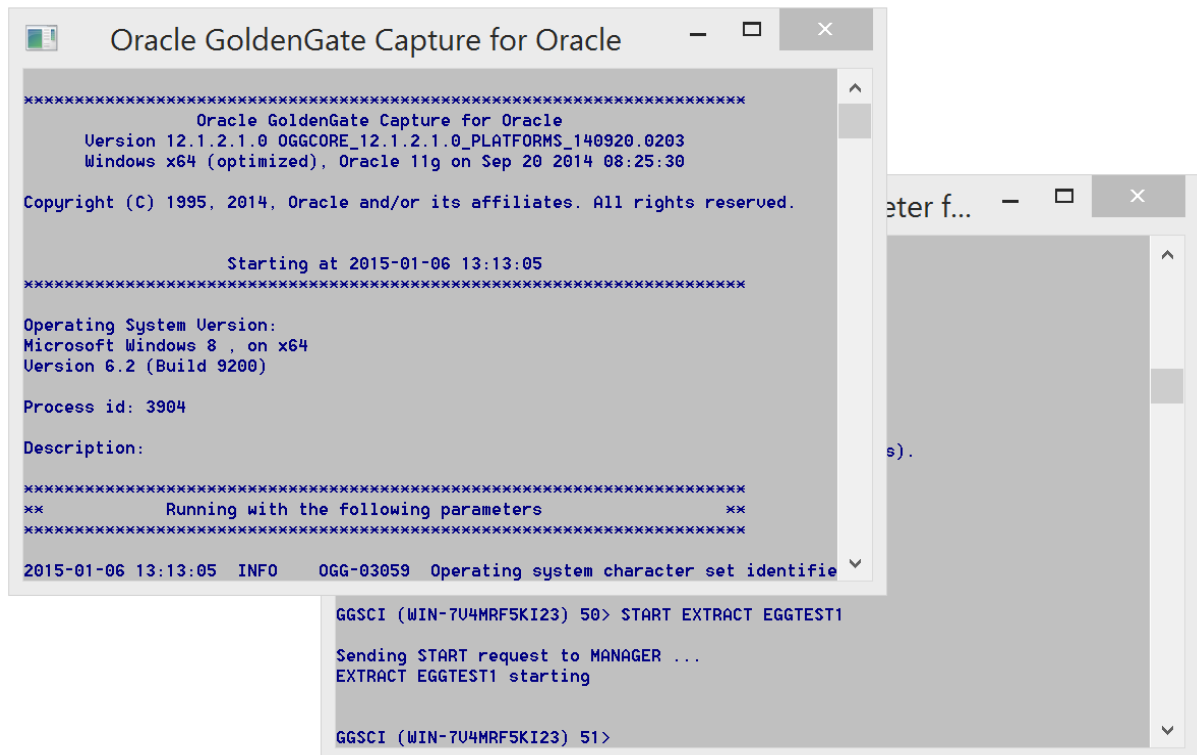 Oracle GoldenGate Capture for Oracle
***********************************************************************
Oracle GoldenGate Capture for Oracle
Version 12.1.2.1.0 OGGCORE_12.1.2.1.0_PLATFORMS_140920.0203
Windows x64 (optimized), Oracle 11g on Sep 20 2014 08:25:30
Copyright (C) 1995, 2014, Oracle and/or its affiliates. All rights reserved.
Starting at 2015-01-06 13:13:05
***********************************************************************
Operating System Version:
Microsoft Windows 8 , on x64
Version 6.2 (Build 9200)
Process id: 3904
Description:
***********************************************************************
** Running with the following parameters **
***********************************************************************
2015-01-06 13:13:05 INFO OGG-03059 Operating system character set identifie
eter f...
s).
GGSCI (WIN-7V4MRF5KI23) 50> START EXTRACT EGGTEST1
Sending START request to MANAGER ...
EXTRACT EGGTEST1 starting
GGSCI (WIN-7V4MRF5KI23) 51>